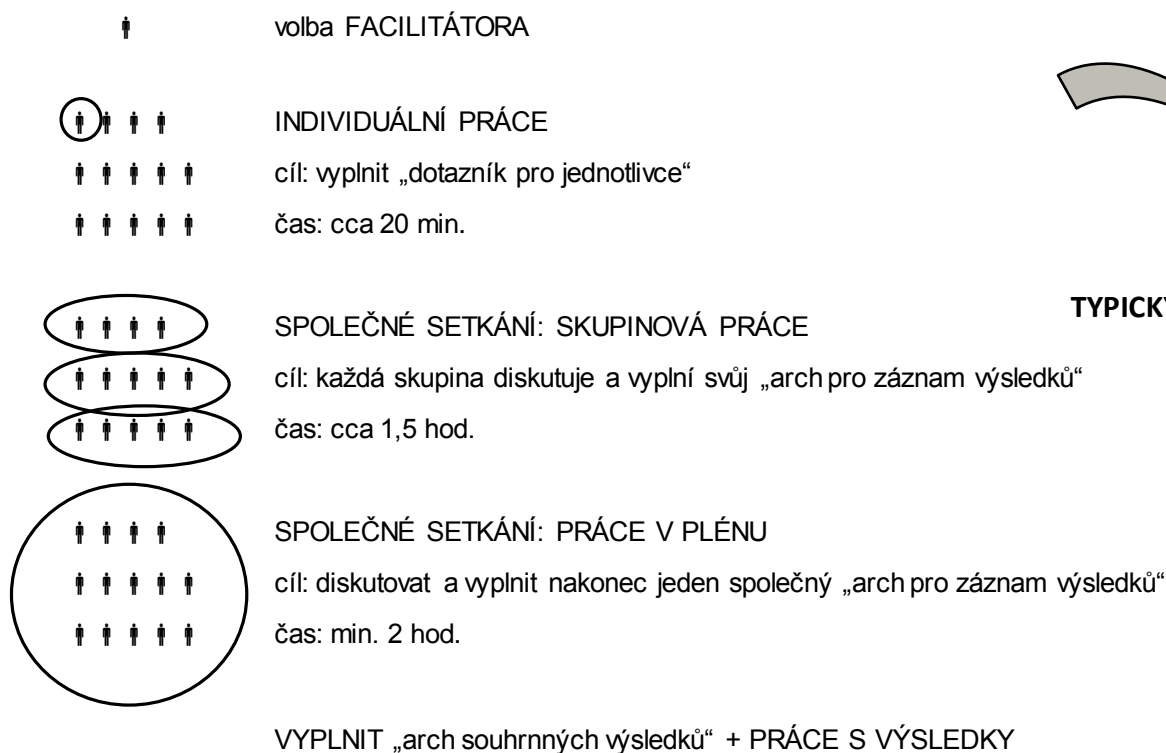 volba FACILITÁTORA
INDIVIDUÁLNÍ PRÁCE
cíl: vyplnit „dotazník pro jednotlivce“
čas: cca 20 min.
TYPICKÝ
SPOLEČNÉ SETKÁNÍ: SKUPINOVÁ PRÁCE
cíl: každá skupina diskutuje a vyplní svůj „arch pro záznam výsledků“
čas: cca 1,5 hod.
SPOLEČNÉ SETKÁNÍ: PRÁCE V PLÉNU
cíl: diskutovat a vyplnit nakonec jeden společný „arch pro záznam výsledků“
čas: min. 2 hod.
VYPLNIT „arch souhrnných výsledků“ + PRÁCE S VÝSLEDKY